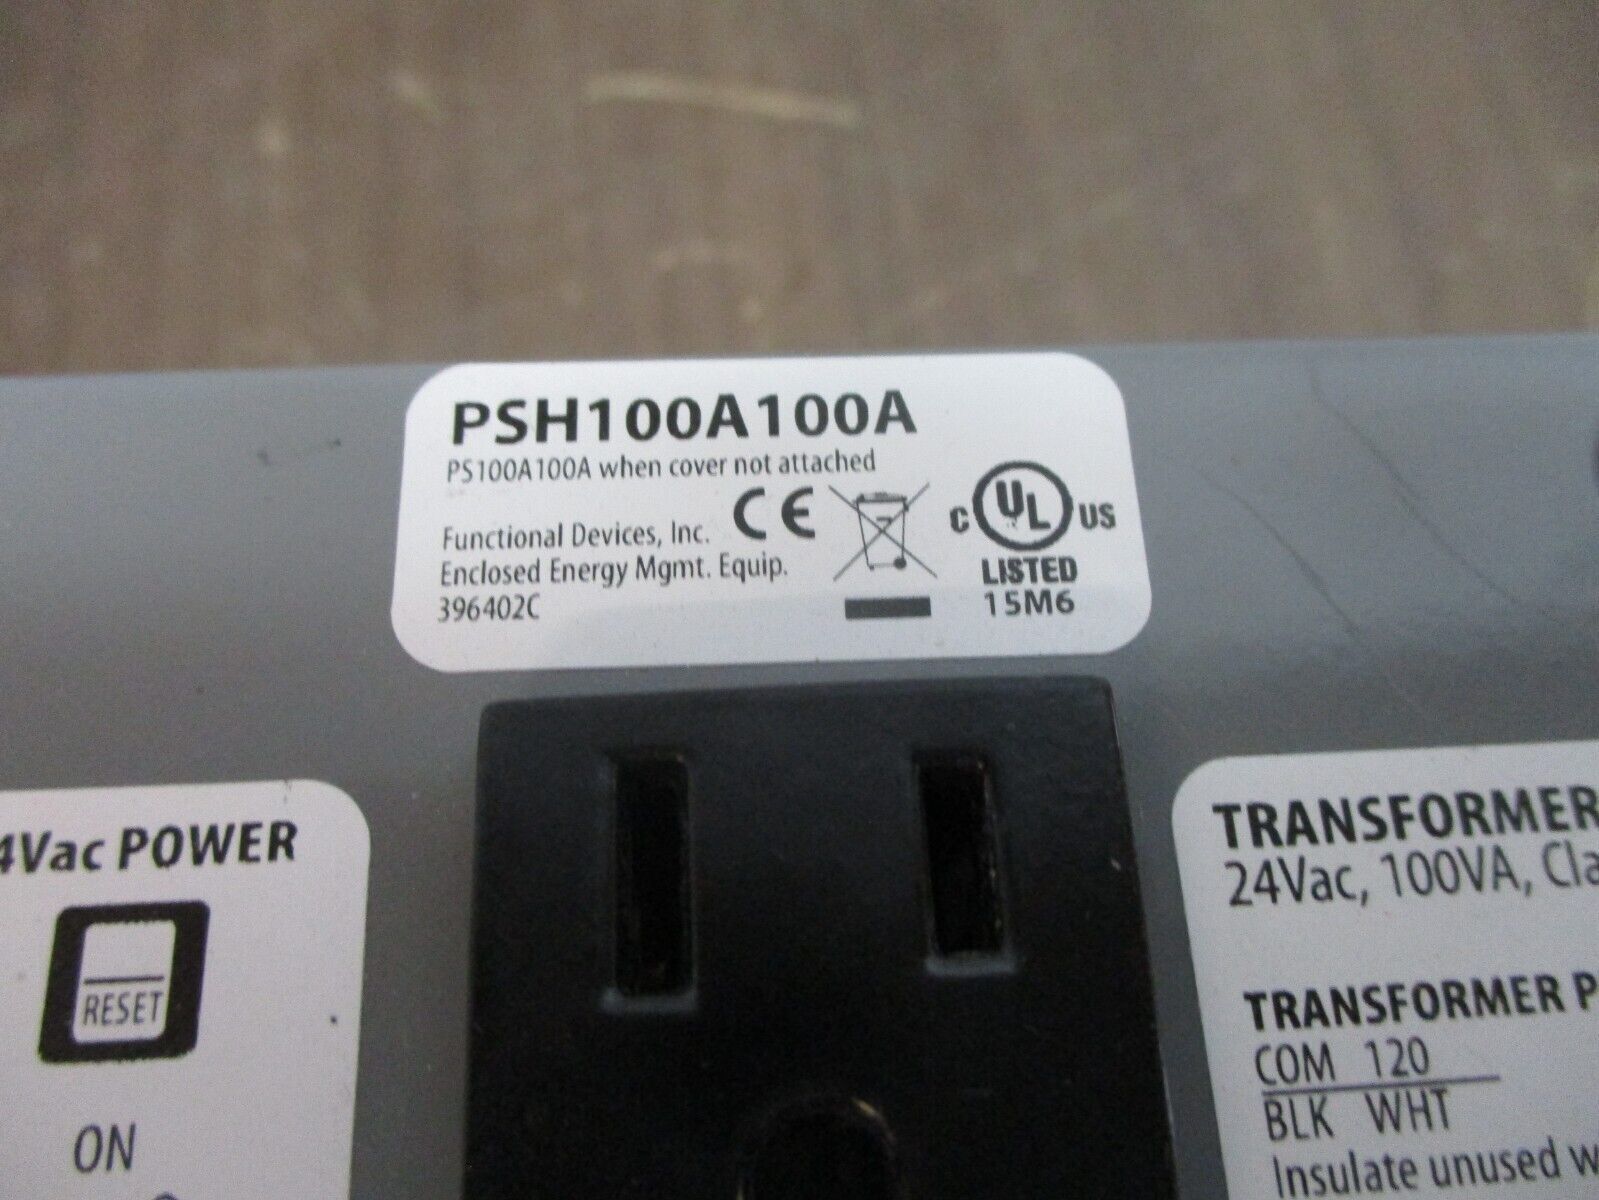 PSH100A100A
PS100A100A when cover not attached
Functional Devices, Inc.
Enclosed Energy Mgmt. Equip.
396402C
CE
C UL US
LISTED
15M6
4Vac POWER
RESET
ON
TRANSFORMER
24Vac, 100VA, Cla
TRANSFORMER P
COM 120
BLK WHT
Insulate unused w